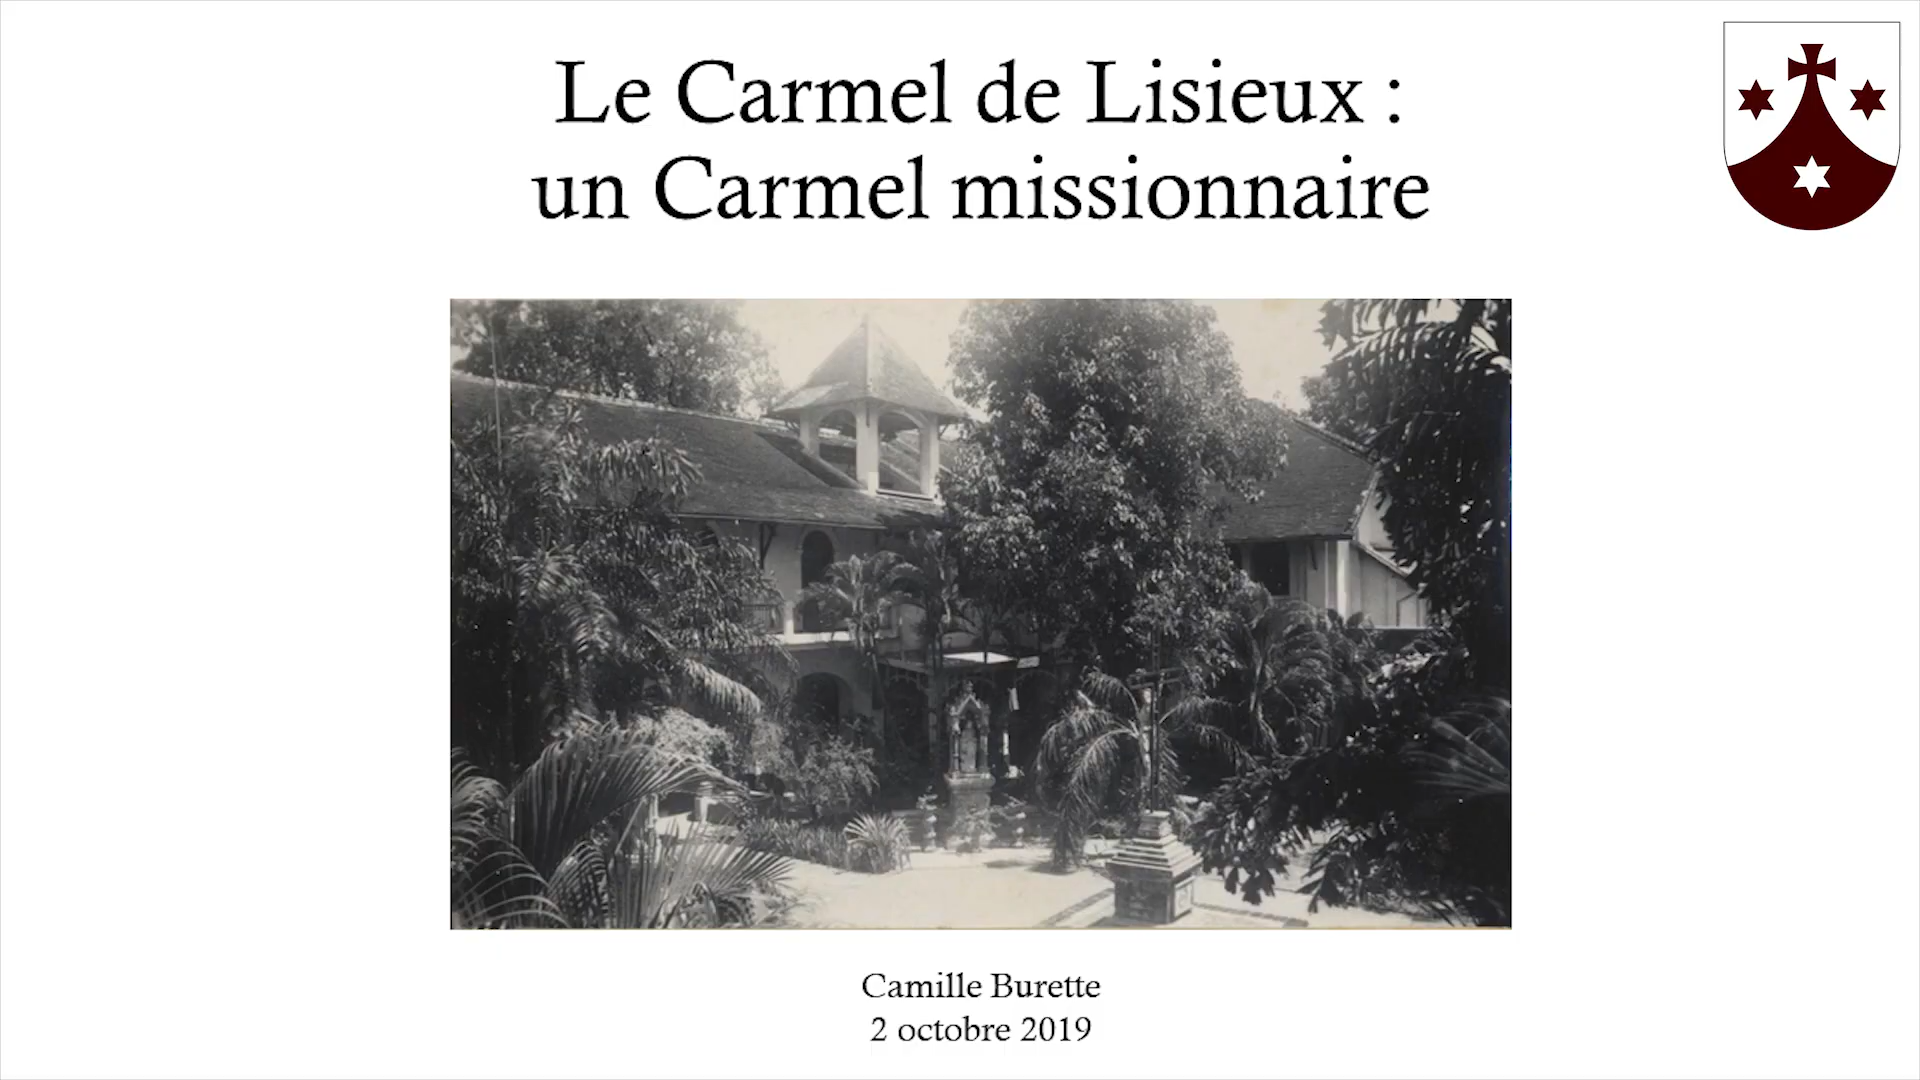 Le Carmel de Lisieux :
un Carmel missionnaire
Camille Burette
2 octobre 2019